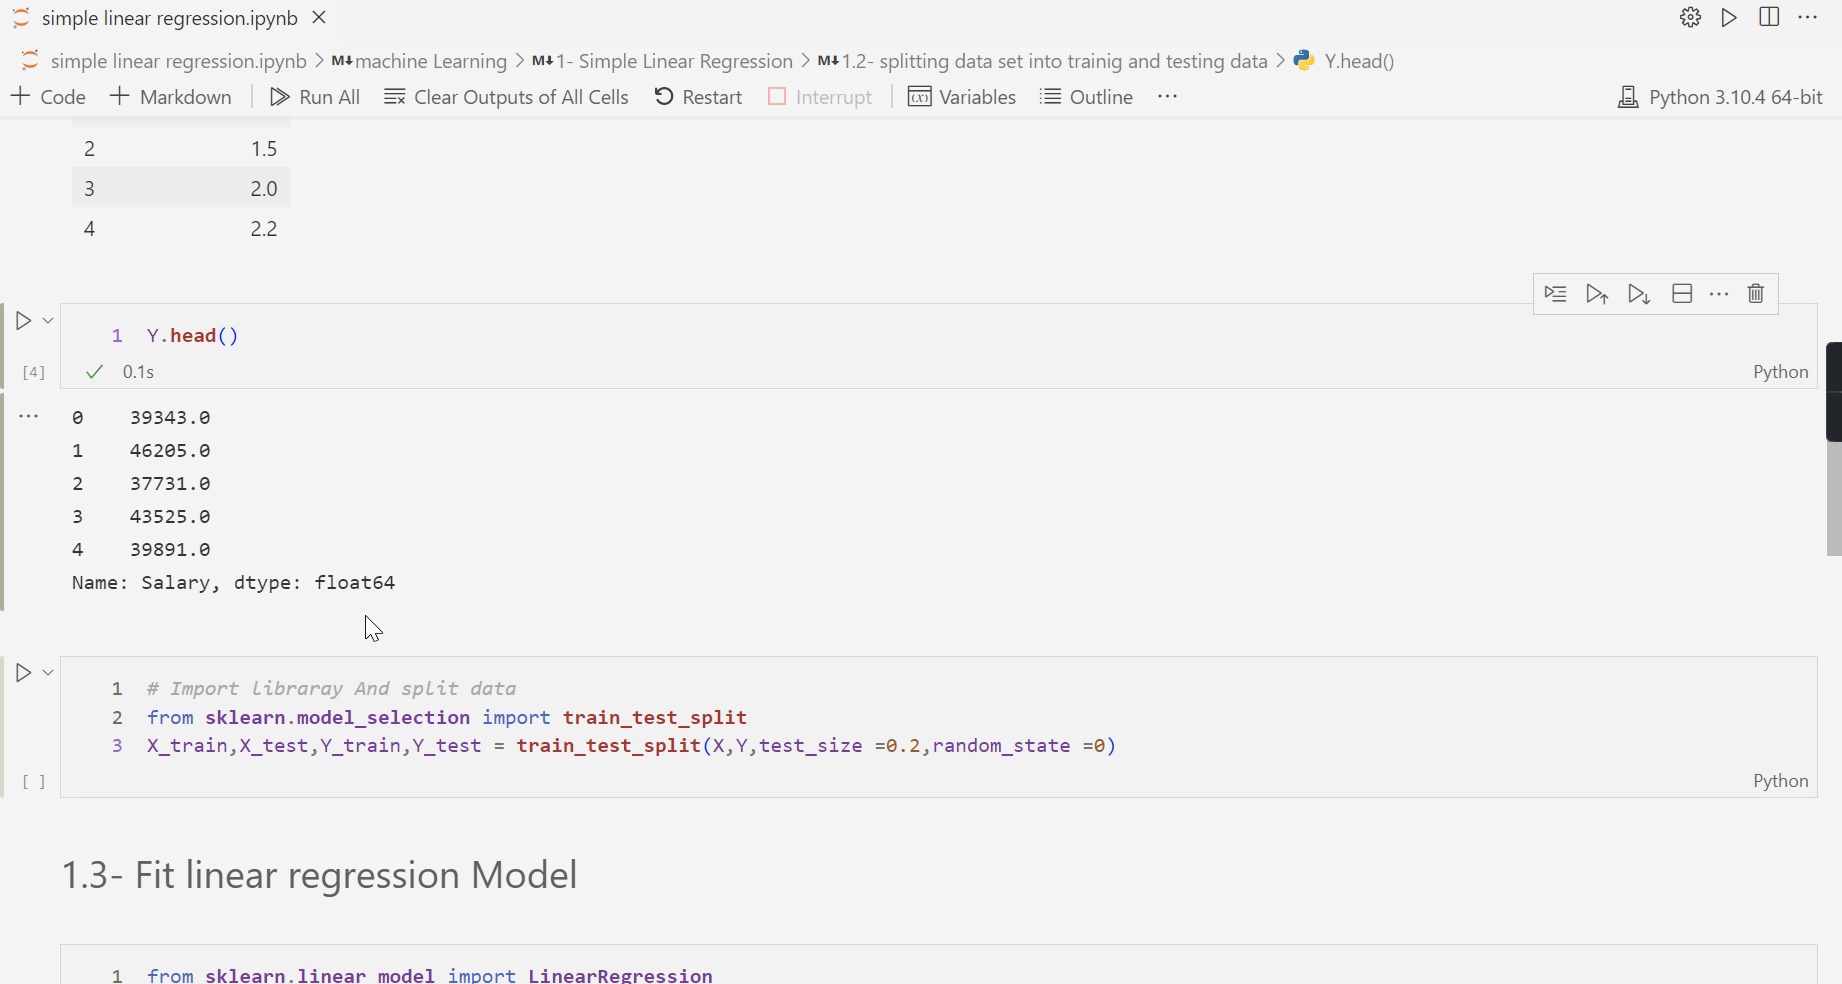 simple linear regression.ipynb
simple linear regression.ipynb > M↓ machine Learning > M↓ 1- Simple Linear Regression > M↓ 1.2- splitting data set into trainig and testing data > Y.head()
+ Code + Markdown Run All Clear Outputs of All Cells Restart Interrupt (x) Variables Outline ... Python 3.10.4 64-bit
2 1.5
3 2.0
4 2.2
1 Y.head()
[4] 0.1s Python
0 39343.0
1 46205.0
2 37731.0
3 43525.0
4 39891.0
Name: Salary, dtype: float64
1 # Import libraray And split data
2 from sklearn.model_selection import train_test_split
3 X_train,X_test,Y_train,Y_test = train_test_split(X,Y,test_size =0.2,random_state =0)
[ ] Python
1.3- Fit linear regression Model
1 from sklearn.linear_model import LinearRegression